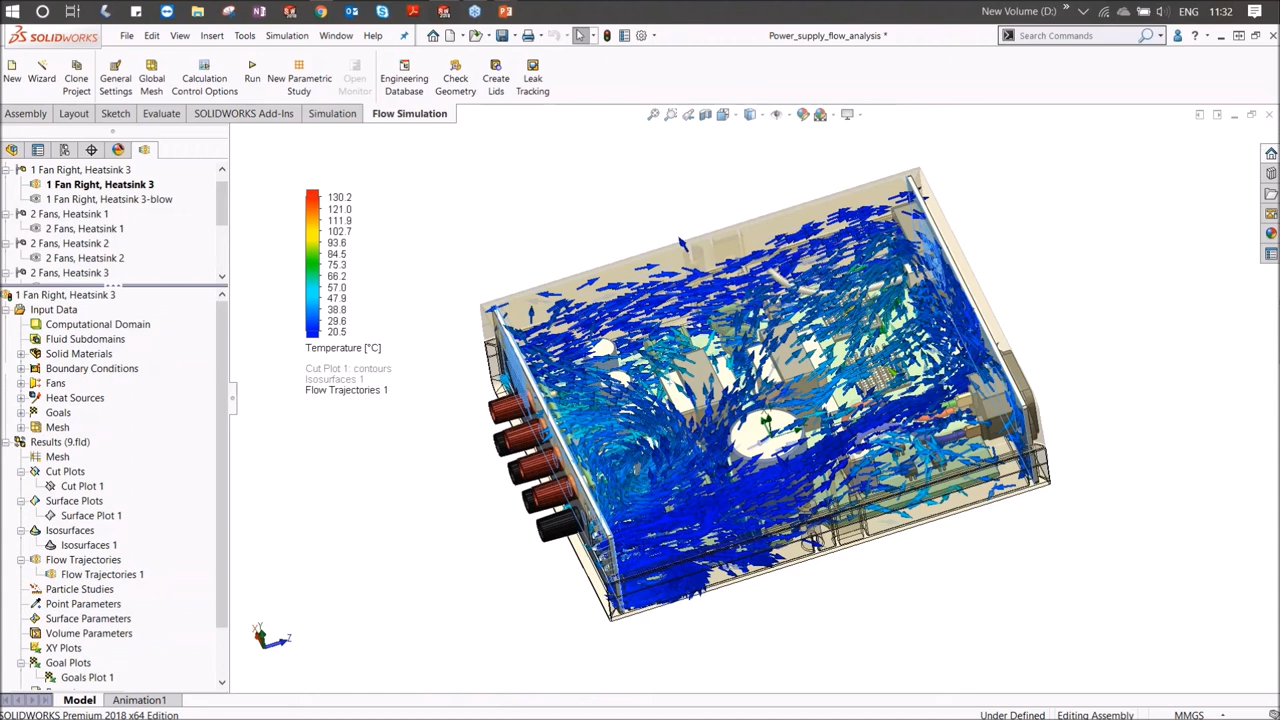 New Volume (D:) » ENG 11:32
SOLIDWORKS File Edit View Insert Tools Simulation Window Help Power_supply_flow_analysis * Search Commands
New Wizard Clone Project General Settings Global Mesh Calculation Control Options Run New Parametric Study Open Monitor Engineering Database Check Geometry Create Lids Leak Tracking
Assembly Layout Sketch Evaluate SOLIDWORKS Add-Ins Simulation Flow Simulation
1 Fan Right, Heatsink 3
1 Fan Right, Heatsink 3
1 Fan Right, Heatsink 3-blow
2 Fans, Heatsink 1
2 Fans, Heatsink 1
2 Fans, Heatsink 2
2 Fans, Heatsink 2
2 Fans, Heatsink 3
1 Fan Right, Heatsink 3
Input Data
Computational Domain
Fluid Subdomains
Solid Materials
Boundary Conditions
Fans
Heat Sources
Goals
Mesh
Results (9.fld)
Mesh
Cut Plots
Cut Plot 1
Surface Plots
Surface Plot 1
Isosurfaces
Isosurfaces 1
Flow Trajectories
Flow Trajectories 1
Particle Studies
Point Parameters
Surface Parameters
Volume Parameters
XY Plots
Goal Plots
Goals Plot 1
130.2
121.0
111.9
102.7
93.6
84.5
75.3
66.2
57.0
47.9
38.8
29.6
20.5
Temperature [°C]
Cut Plot 1: contours
Isosurfaces 1
Flow Trajectories 1
Y
X
Z
Model Animation1
SOLIDWORKS Premium 2018 x64 Edition Under Defined Editing Assembly MMGS